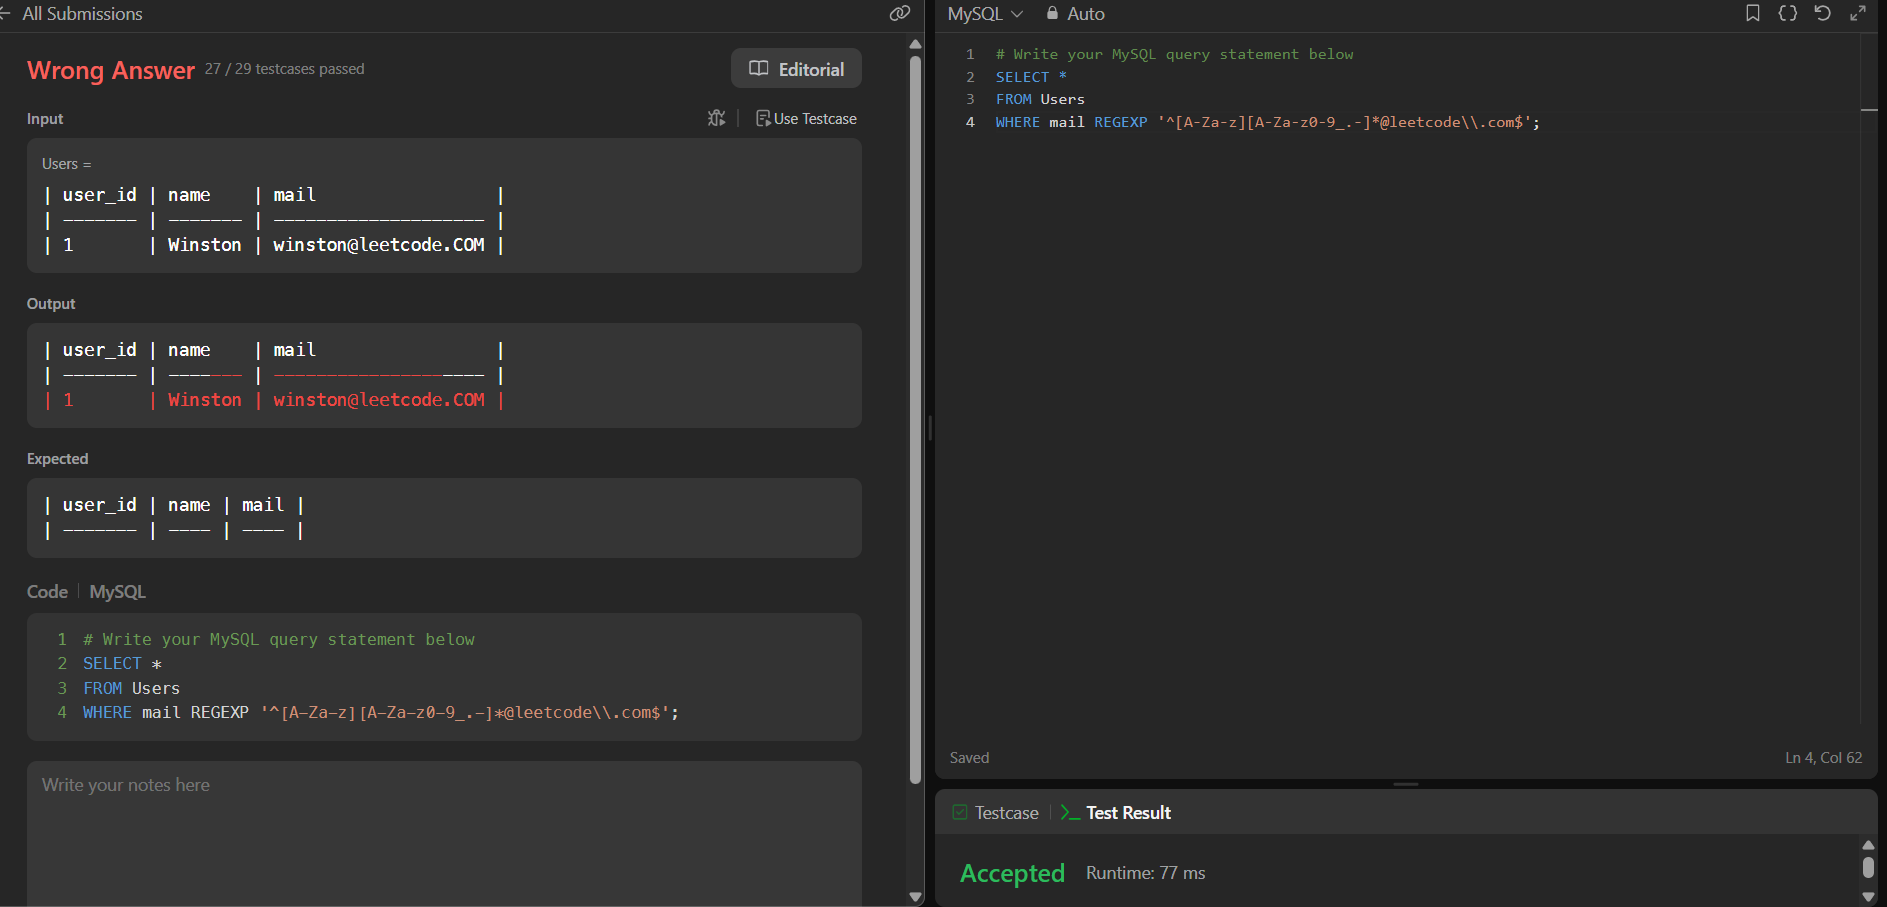 All Submissions
Wrong Answer 27 / 29 testcases passed
Editorial
Input
Use Testcase
Users =
| user_id | name    | mail                 |
| ------- | ------- | -------------------- |
| 1       | Winston | winston@leetcode.COM |
Output
| user_id | name    | mail                 |
| ------- | ------- | -------------------- |
| 1       | Winston | winston@leetcode.COM |
Expected
| user_id | name | mail |
| ------- | ---- | ---- |
Code | MySQL
1 # Write your MySQL query statement below
2 SELECT *
3 FROM Users
4 WHERE mail REGEXP '^[A-Za-z][A-Za-z0-9_.-]*@leetcode\\.com$';
Write your notes here
MySQL Auto
1 # Write your MySQL query statement below
2 SELECT *
3 FROM Users
4 WHERE mail REGEXP '^[A-Za-z][A-Za-z0-9_.-]*@leetcode\\.com$';
Saved
Ln 4, Col 62
Testcase | >_ Test Result
Accepted Runtime: 77 ms